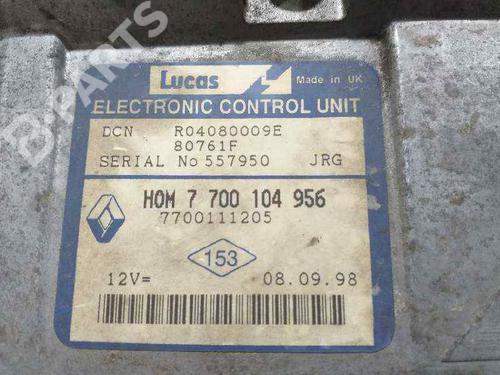 Lucas Made in UK
ELECTRONIC CONTROL UNIT
DCN R04080009E
80761F
SERIAL No 557950 JRG
HOM 7 700 104 956
7700111205
153
12V= 08.09.98
B-PARTS